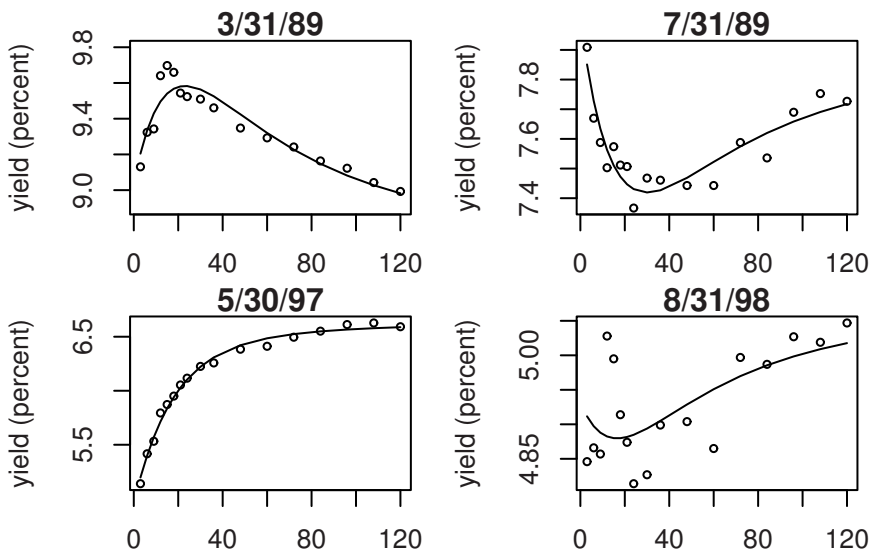 3/31/89
yield (percent)
9.0 9.4 9.8
0 40 80 120
7/31/89
yield (percent)
7.4 7.6 7.8
0 40 80 120
5/30/97
yield (percent)
5.5 6.5
0 40 80 120
8/31/98
yield (percent)
4.85 5.00
0 40 80 120